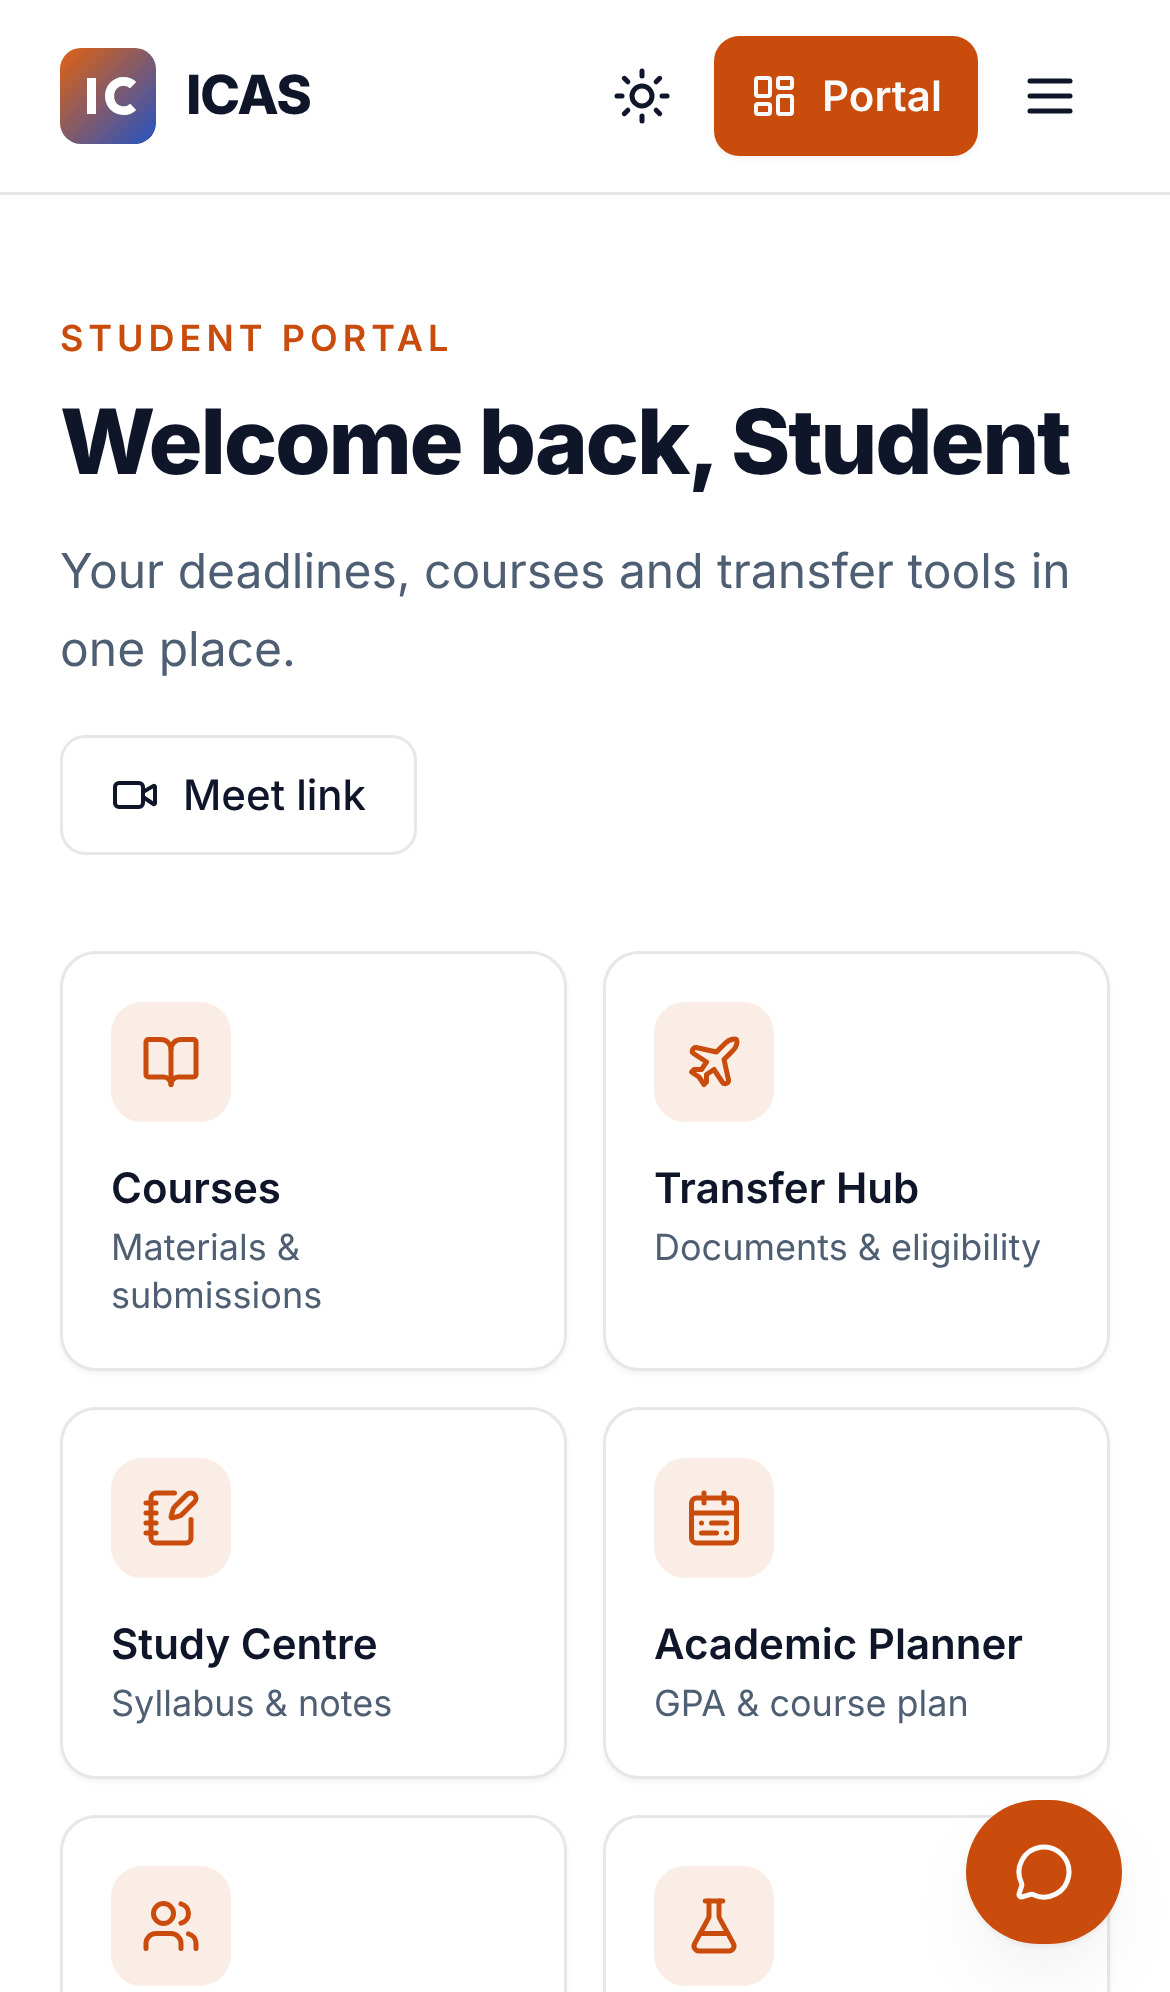 IC ICAS Portal
STUDENT PORTAL
Welcome back, Student
Your deadlines, courses and transfer tools in
one place.
Meet link
Courses
Materials &
submissions
Transfer Hub
Documents & eligibility
Study Centre
Syllabus & notes
Academic Planner
GPA & course plan